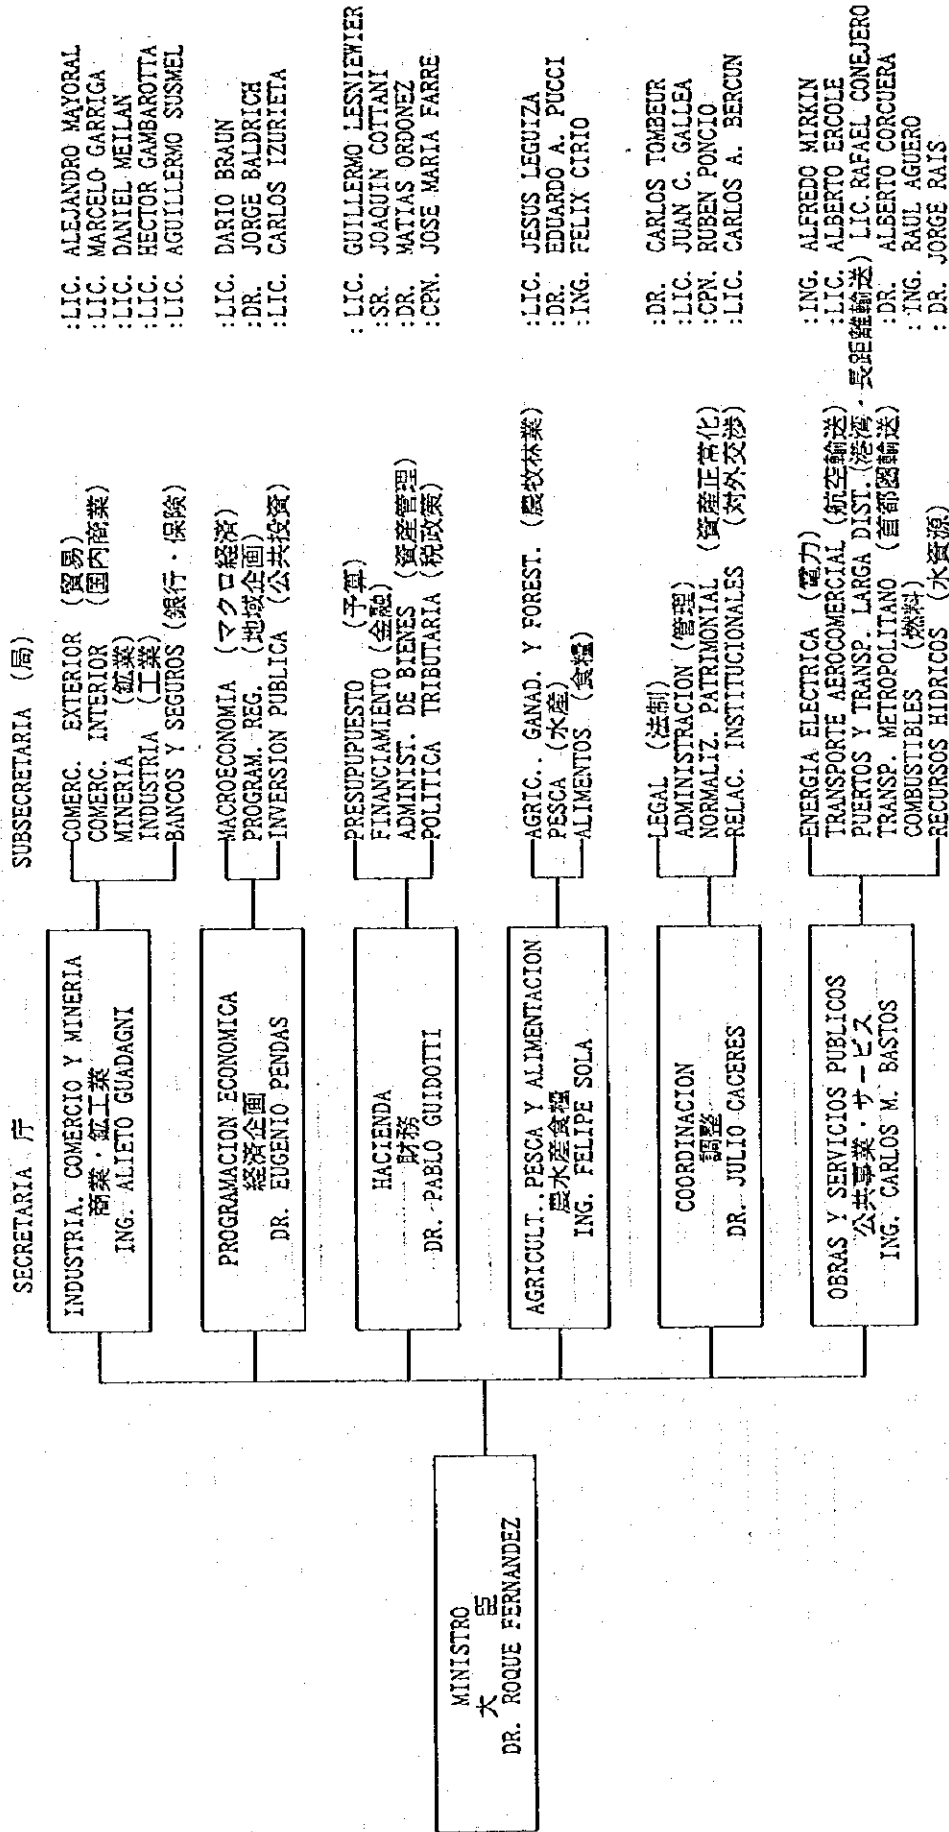 SECRETARIA 庁
SUBSECRETARIA (局)
MINISTRO
大 臣
DR. ROQUE FERNANDEZ
INDUSTRIA. COMERCIO Y MINERIA
商業・鉱工業
ING. ALIETO GUADAGNI
COMERC. EXTERIOR (貿易) :LIC. ALEJANDRO MAYORAL
COMERC. INTERIOR (国内商業) :LIC. MARCELO GARRIGA
MINERIA (鉱業) :LIC. DANIEL MEILAN
INDUSTRIA (工業) :LIC. HECTOR GAMBAROTTA
BANCOS Y SEGUROS (銀行・保険) :LIC. AGUILLERMO SUSMEL
PROGRAMACION ECONOMICA
経済企画
DR. EUGENIO PENDAS
MACROECONOMIA (マクロ経済) :LIC. DARIO BRAUN
PROGRAM. REG. (地域企画) :DR. JORGE BALDRICH
INVERSION PUBLICA (公共投資) :LIC. CARLOS IZURIETA
HACIENDA
財務
DR. PABLO GUIDOTTI
PRESUPUPUESTO (予算) :LIC. GUILLERMO LESNIEWIER
FINANCIAMIENTO (金融) :SR. JOAQUIN COTTANI
ADMINIST. DE BIENES (資産管理) :DR. MATIAS ORDONEZ
POLITICA TRIBUTARIA (税政策) :CPN. JOSE MARIA FARRE
AGRICULT..PESCA Y ALIMENTACION
農水産食糧
ING. FELIPE SOLA
AGRIC.. GANAD. Y FOREST. (農牧林業) :LIC. JESUS LEGUIZA
PESCA (水産) :DR. EDUARDO A. PUCCI
ALIMENTOS (食糧) :ING. FELIX CIRIO
COORDINACION
調整
DR. JULIO CACERES
LEGAL (法制) :DR. CARLOS TOMBEUR
ADMINISTRACION (管理) :LIC. JUAN C. GALLEA
NORMALIZ. PATRIMONIAL (資産正常化) :CPN. RUBEN PONCIO
RELAC. INSTITUCIONALES (対外交渉) :LIC. CARLOS A. BERCUN
OBRAS Y SERVICIOS PUBLICOS
公共事業・サービス
ING. CARLOS M. BASTOS
ENERGIA ELECTRICA (電力) :ING. ALFREDO MIRKIN
TRANSPORTE AEROCOMERCIAL (航空輸送) :LIC. ALBERTO ERCOLE
PUERTOS Y TRANSP. LARGA DIST. (港湾・長距離輸送) LIC. RAFAEL CONEJERO
TRANSP. METROPOLITANO (首都圏輸送) :DR. ALBERTO CORCUERA
COMBUSTIBLES (燃料) :ING. RAUL AGUERO
RECURSOS HIDRICOS (水資源) :DR. JORGE RAIS